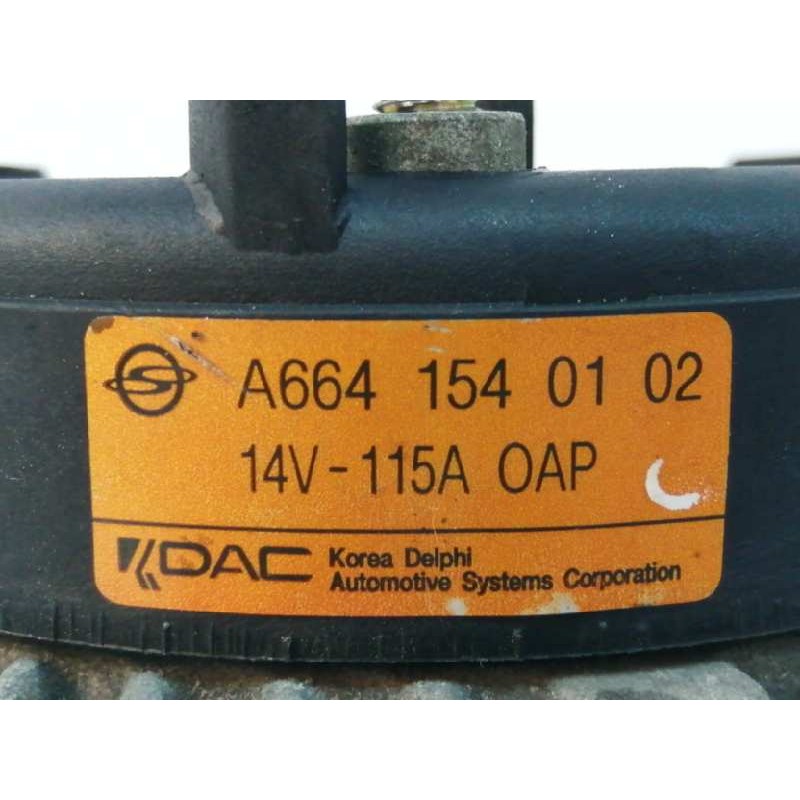 A664 154 01 02
14V-115A OAP
KDAC Korea Delphi
Automotive Systems Corporation